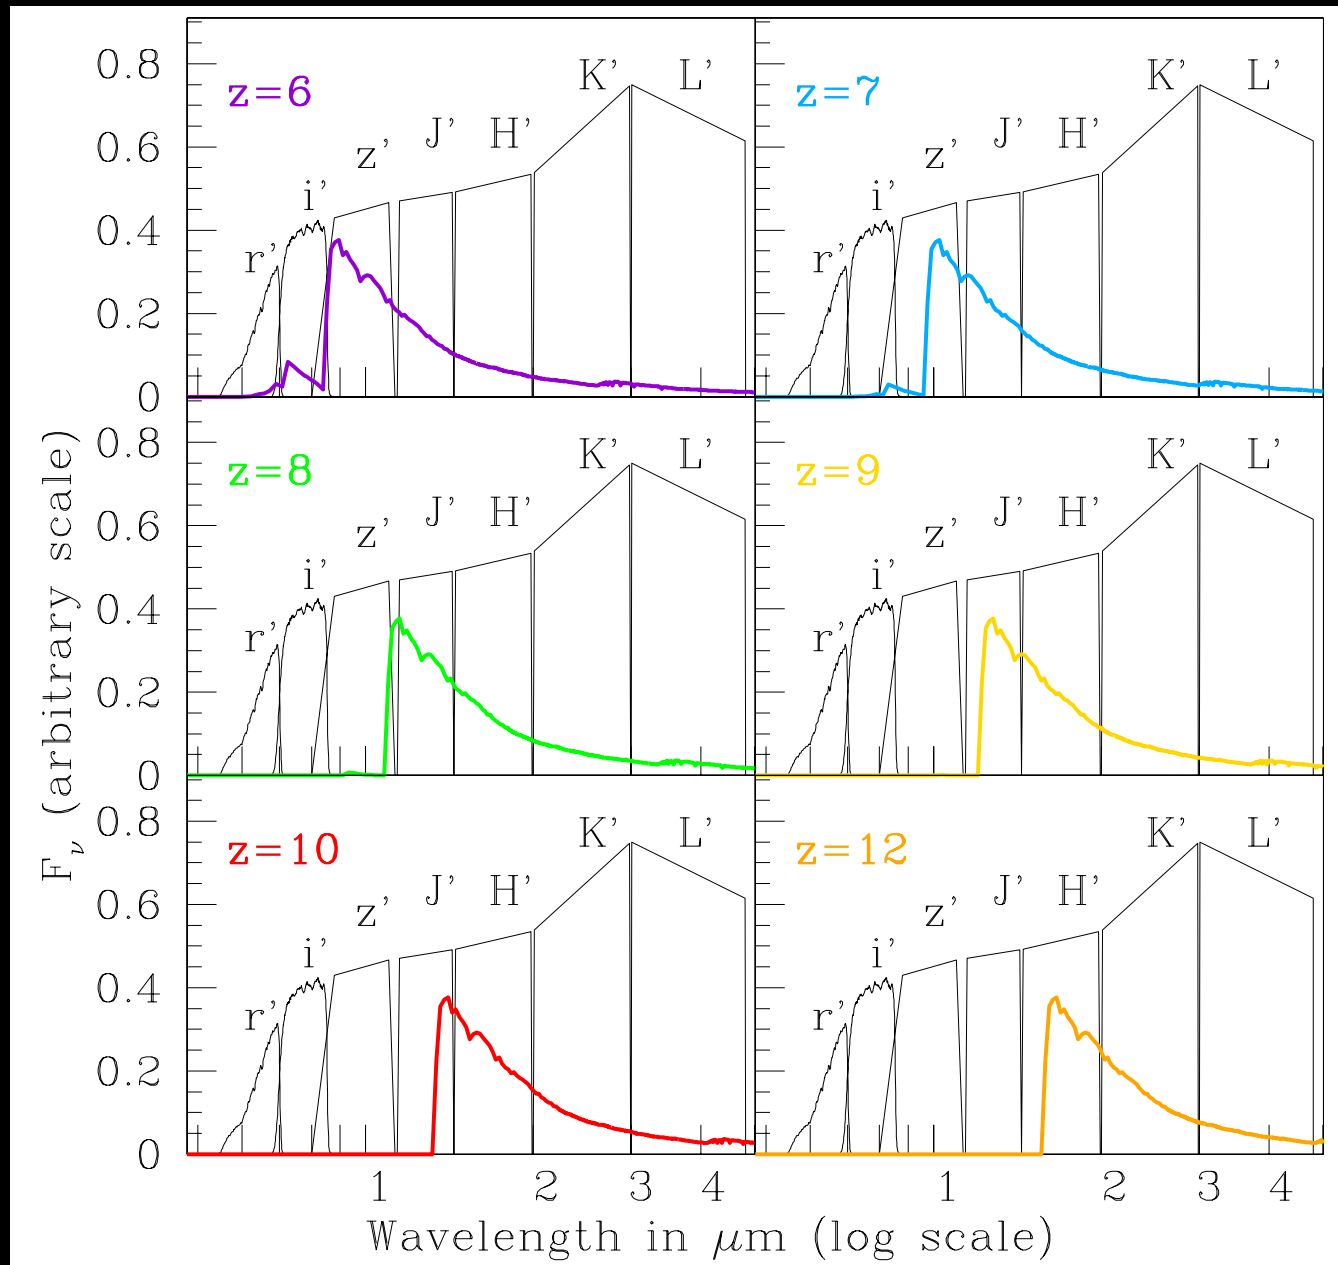 z=6
r'
i'
z'
J'
H'
K'
L'
0.8
0.6
0.4
0.2
0
z=7
r'
i'
z'
J'
H'
K'
L'
z=8
r'
i'
z'
J'
H'
K'
L'
0.8
0.6
0.4
0.2
0
z=9
r'
i'
z'
J'
H'
K'
L'
z=10
r'
i'
z'
J'
H'
K'
L'
0.8
0.6
0.4
0.2
0
z=12
r'
i'
z'
J'
H'
K'
L'
1 2 3 4
1 2 3 4
F_ν (arbitrary scale)
Wavelength in μm (log scale)